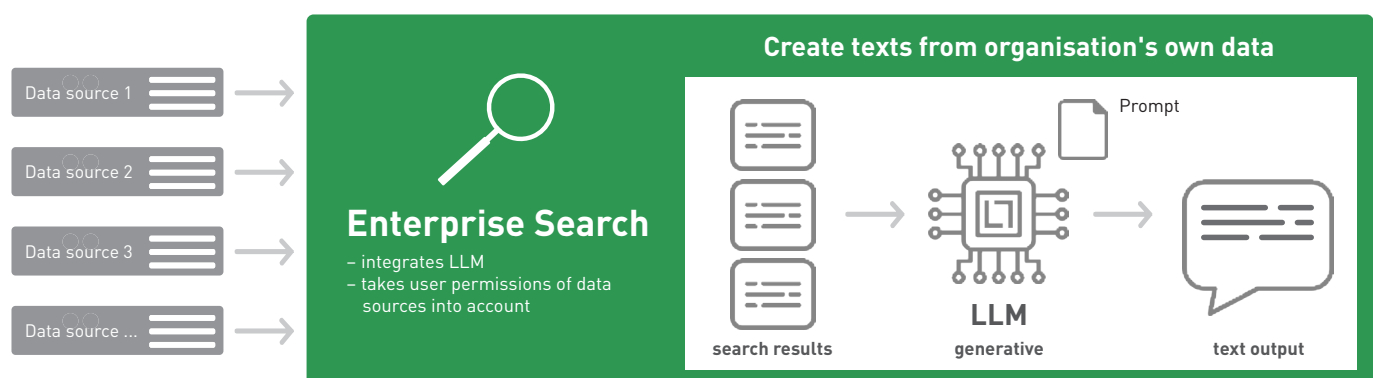 Data source 1
Data source 2
Data source 3
Data source ...
Enterprise Search
– integrates LLM
– takes user permissions of data
sources into account
Create texts from organisation's own data
Prompt
search results
LLM
generative
text output